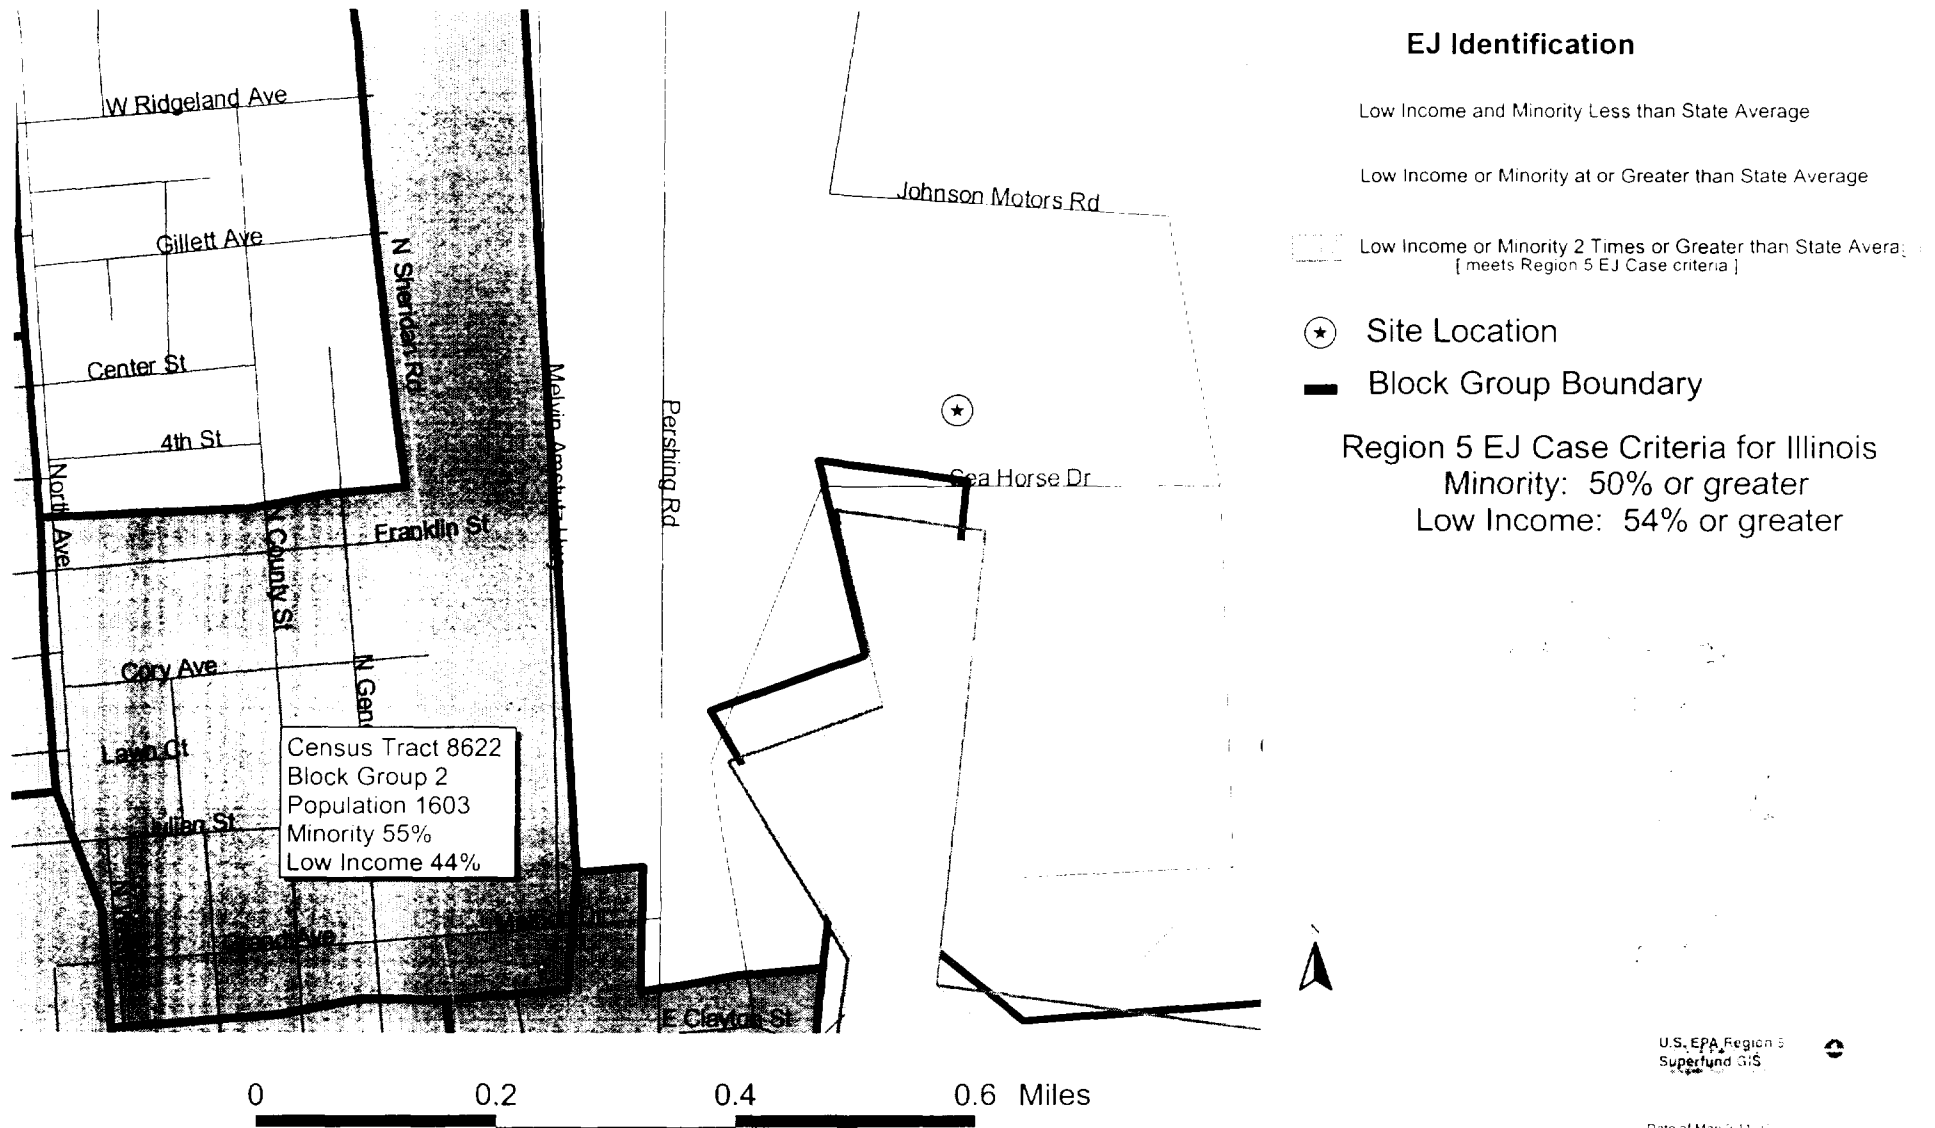 W Ridgeland Ave
Gillett Ave
Center St
4th St
North Ave
N Sheridan Rd
Franklin St
N County St
Cory Ave
N Gen
Lawn Ct
Census Tract 8622
Block Group 2
Population 1603
Minority 55%
Low Income 44%
Melvin Amstutz Hwy
Pershing Rd
Johnson Motors Rd
Sea Horse Dr
E Clayton St
0 0.2 0.4 0.6 Miles
EJ Identification
Low Income and Minority Less than State Average
Low Income or Minority at or Greater than State Average
Low Income or Minority 2 Times or Greater than State Avera
[ meets Region 5 EJ Case criteria ]
Site Location
Block Group Boundary
Region 5 EJ Case Criteria for Illinois
Minority: 50% or greater
Low Income: 54% or greater
U.S. EPA Region 5
Superfund GIS